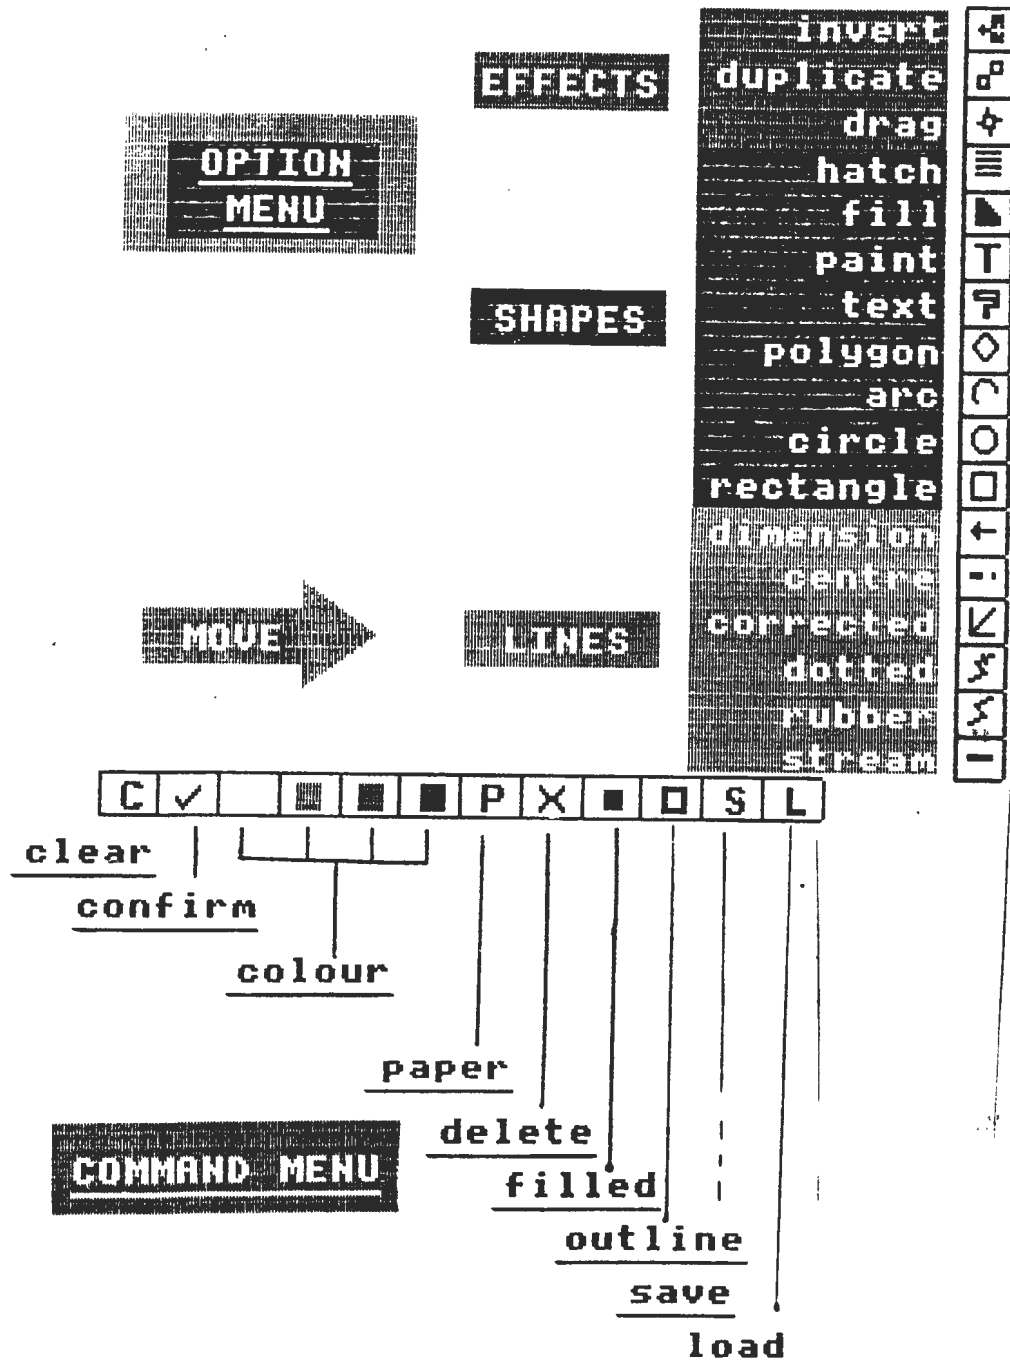 invert
EFFECTS
duplicate
drag
OPTION
MENU
hatch
fill
paint
T
SHAPES
text
polygon
arc
circle
rectangle
dimension
centre
MOVE
LINES
corrected
dotted
rubber
stream
C P S L
clear
confirm
colour
paper
delete
COMMAND MENU
filled
outline
save
load